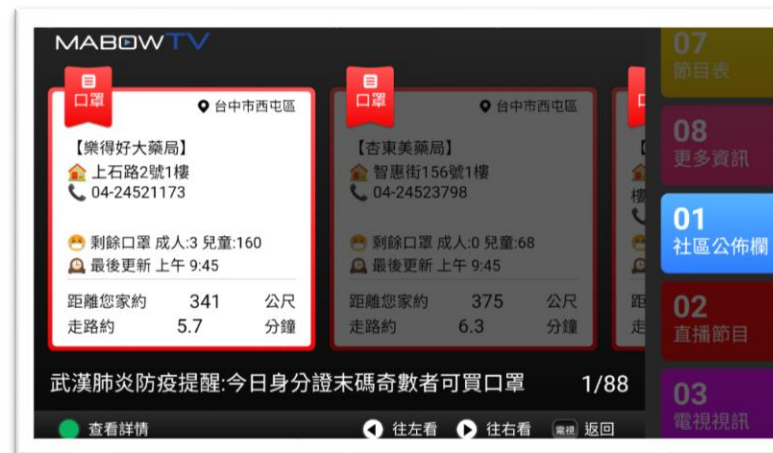 MABOWTV
口罩
台中市西屯區
【樂得好大藥局】
上石路2號1樓
04-24521173
剩餘口罩 成人:3 兒童:160
最後更新 上午 9:45
距離您家約 341 公尺
走路約 5.7 分鐘
口罩
台中市西屯區
【杏東美藥局】
智惠街156號1樓
04-24523798
剩餘口罩 成人:0 兒童:68
最後更新 上午 9:45
距離您家約 375 公尺
走路約 6.3 分鐘
武漢肺炎防疫提醒:今日身分證末碼奇數者可買口罩 1/88
查看詳情 往左看 往右看 電視 返回
07
節目表
08
更多資訊
01
社區公佈欄
02
直播節目
03
電視視訊